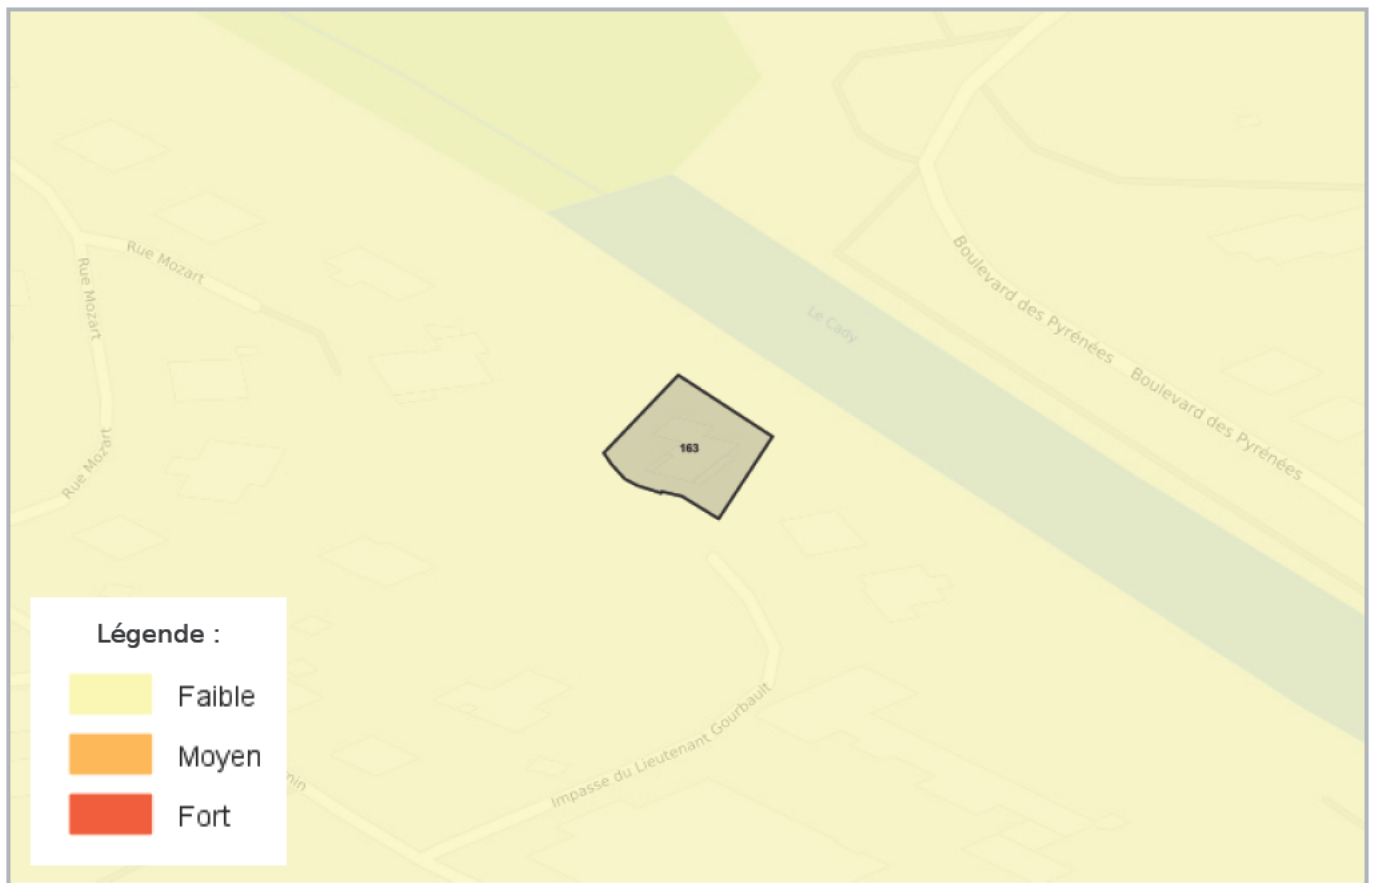 Rue Mozart
Rue Mozart
Boulevard des Pyrénées
Le Cady
Boulevard des Pyrénées
Rue Mozart
163
Impasse du Lieutenant Gourbault
Légende :
Faible
Moyen
Fort